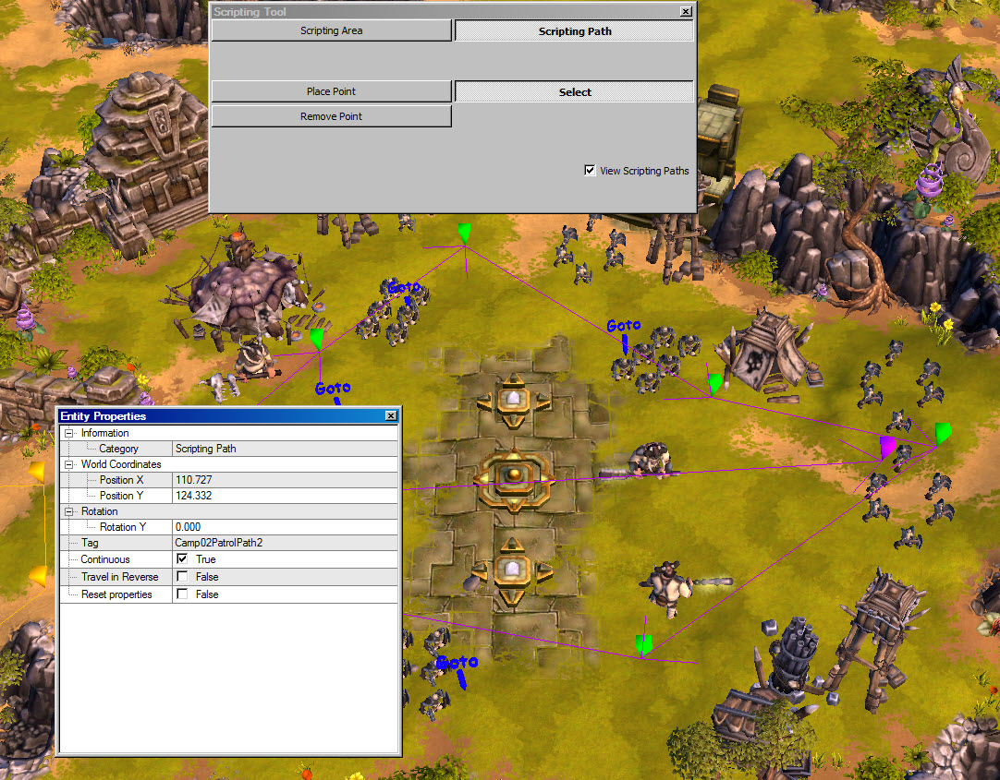 Scripting Tool
Scripting Area
Scripting Path
Place Point
Select
Remove Point
View Scripting Paths
Goto
Goto
Goto
Entity Properties
Information
Category Scripting Path
World Coordinates
Position X 110.727
Position Y 124.332
Rotation
Rotation Y 0.000
Tag Camp02PatrolPath2
Continuous True
Travel in Reverse False
Reset properties False
Goto